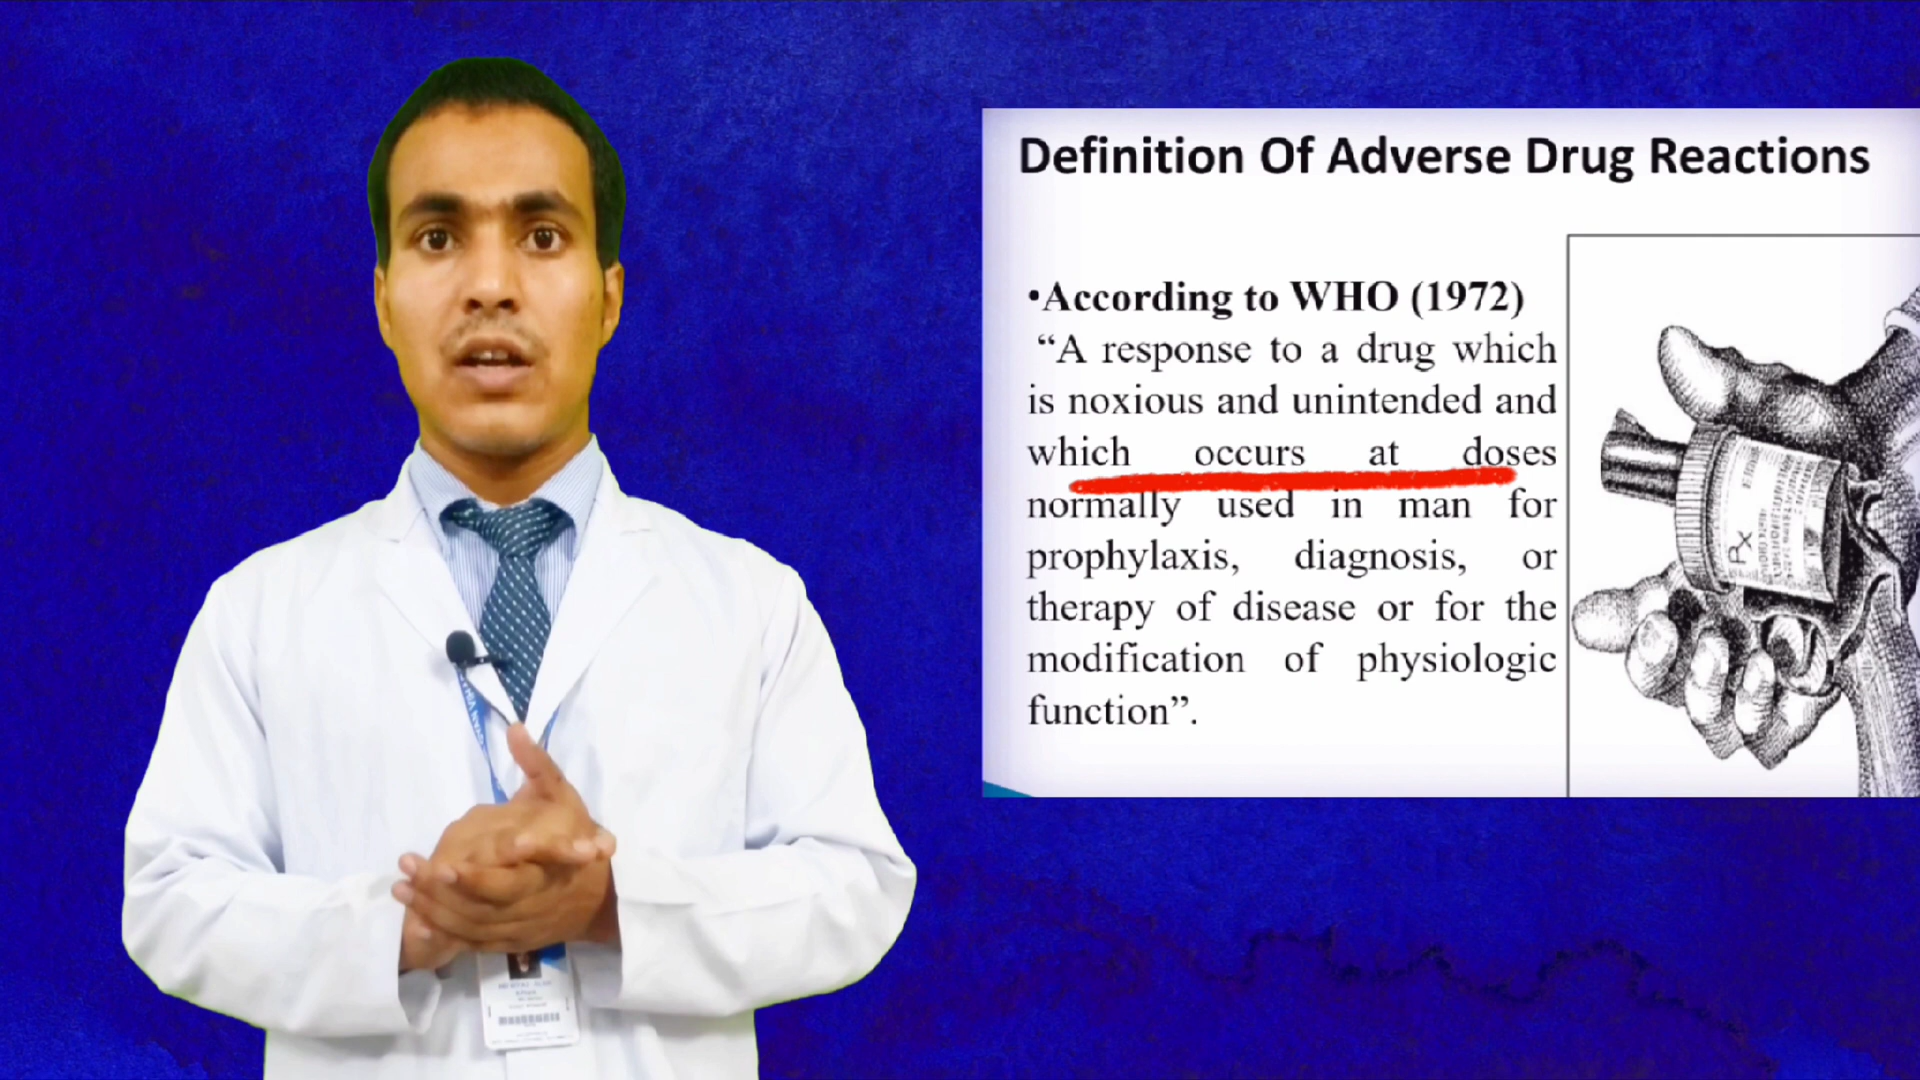 Definition Of Adverse Drug Reactions
•According to WHO (1972)
“A response to a drug which
is noxious and unintended and
which occurs at doses
normally used in man for
prophylaxis, diagnosis, or
therapy of disease or for the
modification of physiologic
function”.
Rx